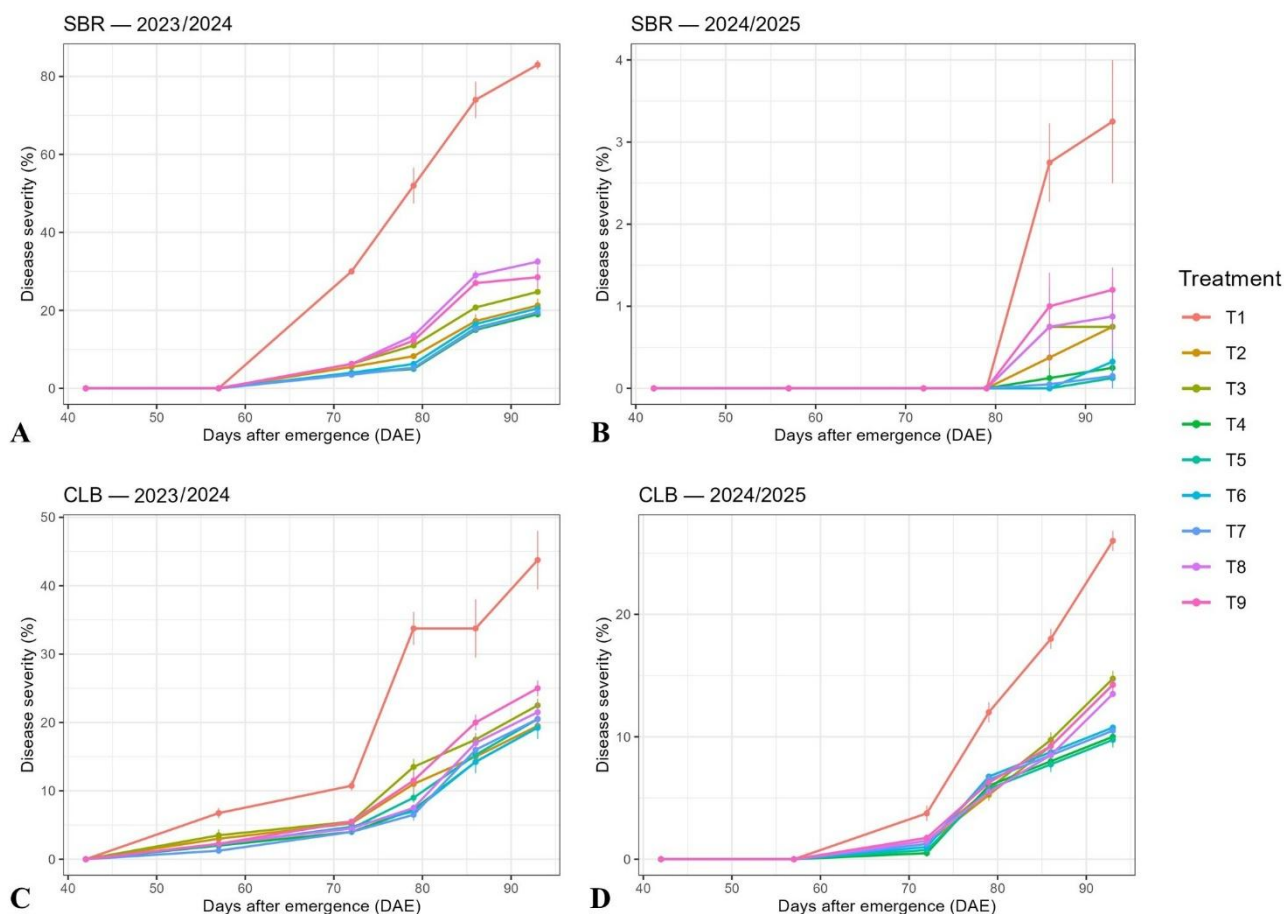 SBR — 2023/2024
80
60
40
20
0
Disease severity (%)
40 50 60 70 80 90
Days after emergence (DAE)
A
SBR — 2024/2025
4
3
2
1
0
Disease severity (%)
40 50 60 70 80 90
Days after emergence (DAE)
B
CLB — 2023/2024
50
40
30
20
10
0
Disease severity (%)
40 50 60 70 80 90
Days after emergence (DAE)
C
CLB — 2024/2025
20
10
0
Disease severity (%)
40 50 60 70 80 90
Days after emergence (DAE)
D
Treatment
T1
T2
T3
T4
T5
T6
T7
T8
T9